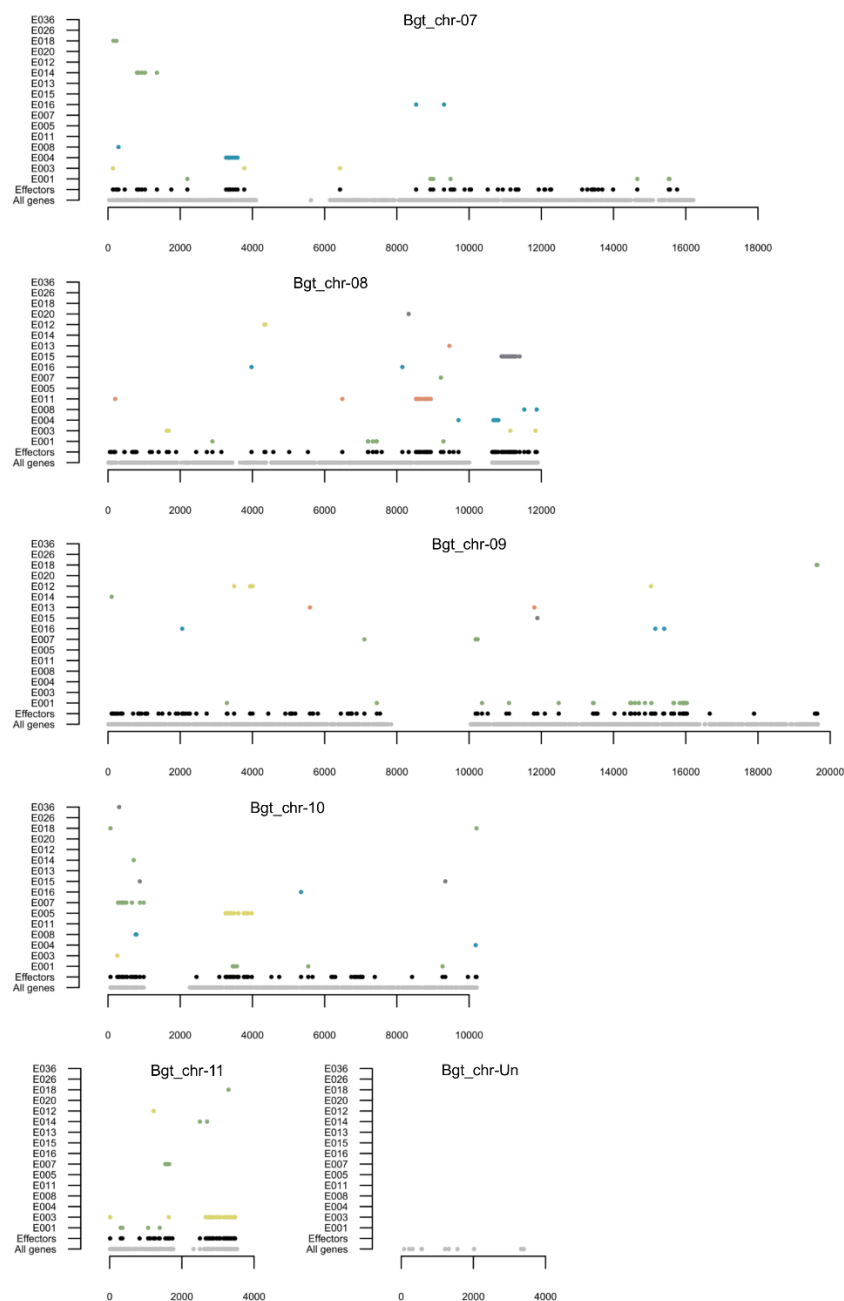 Bgt_chr-07
E036
E026
E018
E020
E012
E014
E013
E015
E016
E007
E005
E011
E008
E004
E003
E001
Effectors
All genes
0 2000 4000 6000 8000 10000 12000 14000 16000 18000
Bgt_chr-08
E036
E026
E018
E020
E012
E014
E013
E015
E016
E007
E005
E011
E008
E004
E003
E001
Effectors
All genes
0 2000 4000 6000 8000 10000 12000
Bgt_chr-09
E036
E026
E018
E020
E012
E014
E013
E015
E016
E007
E005
E011
E008
E004
E003
E001
Effectors
All genes
0 2000 4000 6000 8000 10000 12000 14000 16000 18000 20000
Bgt_chr-10
E036
E026
E018
E020
E012
E014
E013
E015
E016
E007
E005
E011
E008
E004
E003
E001
Effectors
All genes
0 2000 4000 6000 8000 10000
Bgt_chr-11
E036
E026
E018
E020
E012
E014
E013
E015
E016
E007
E005
E011
E008
E004
E003
E001
Effectors
All genes
0 2000 4000
Bgt_chr-Un
E036
E026
E018
E020
E012
E014
E013
E015
E016
E007
E005
E011
E008
E004
E003
E001
Effectors
All genes
0 2000 4000